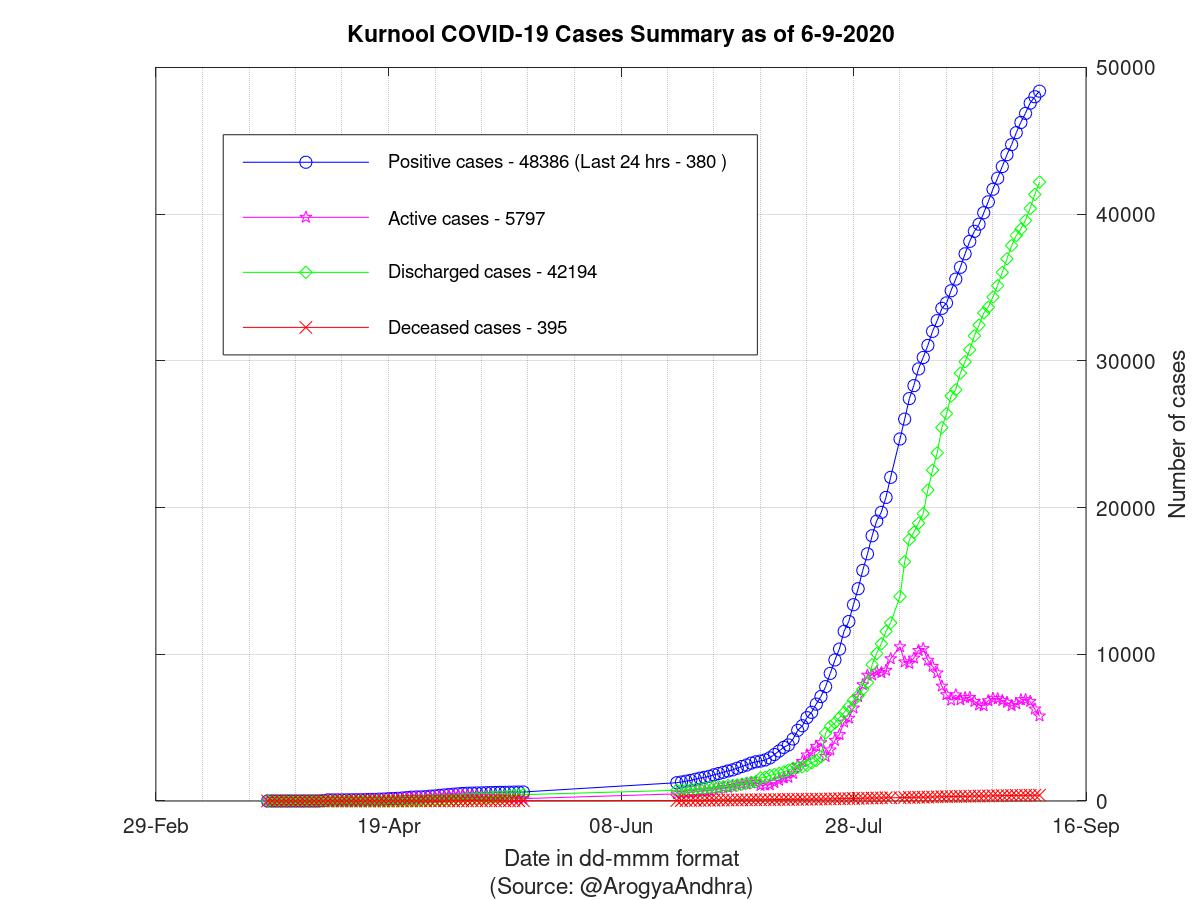 Kurnool COVID-19 Cases Summary as of 6-9-2020
Positive cases - 48386 (Last 24 hrs - 380 )
Active cases - 5797
Discharged cases - 42194
Deceased cases - 395
50000
40000
30000
20000
10000
0
Number of cases
29-Feb
19-Apr
08-Jun
28-Jul
16-Sep
Date in dd-mmm format
(Source: @ArogyaAndhra)